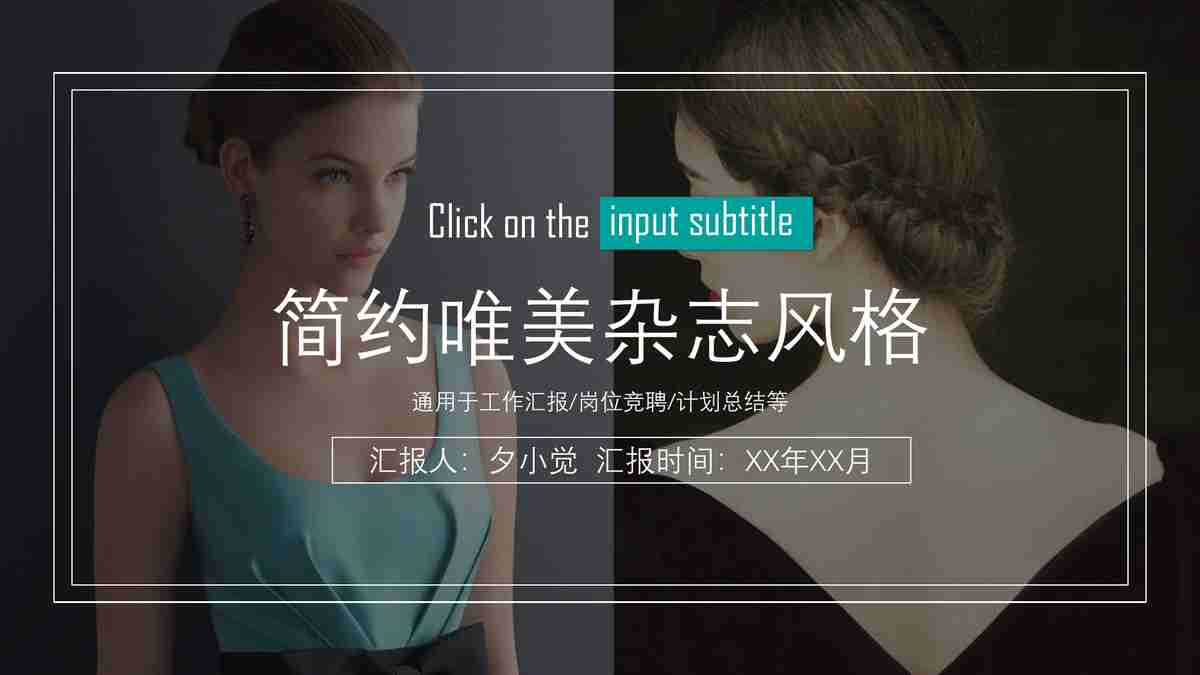 Click on the input subtitle
简约唯美杂志风格
通用于工作汇报/岗位竞聘/计划总结等
汇报人：夕小觉 汇报时间：XX年XX月